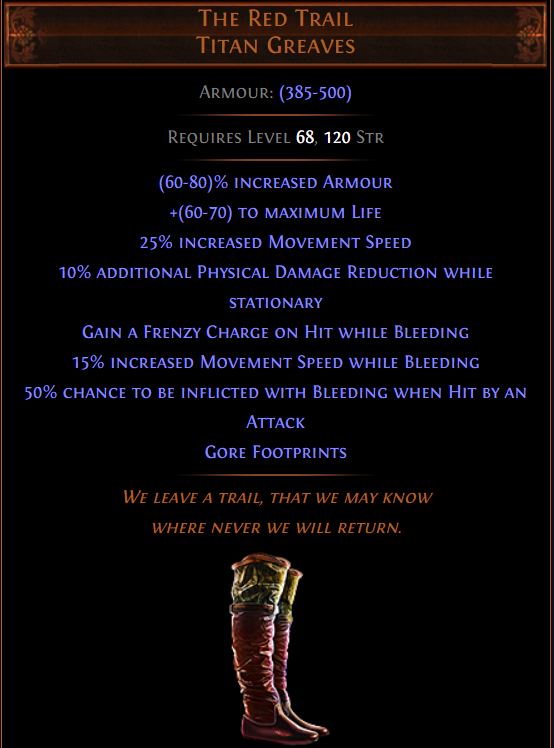 The Red Trail
Titan Greaves
Armour: (385-500)
Requires Level 68, 120 Str
(60-80)% increased Armour
+(60-70) to maximum Life
25% increased Movement Speed
10% additional Physical Damage Reduction while
stationary
Gain a Frenzy Charge on Hit while Bleeding
15% increased Movement Speed while Bleeding
50% chance to be inflicted with Bleeding when Hit by an
Attack
Gore Footprints
We leave a trail, that we may know
where never we will return.